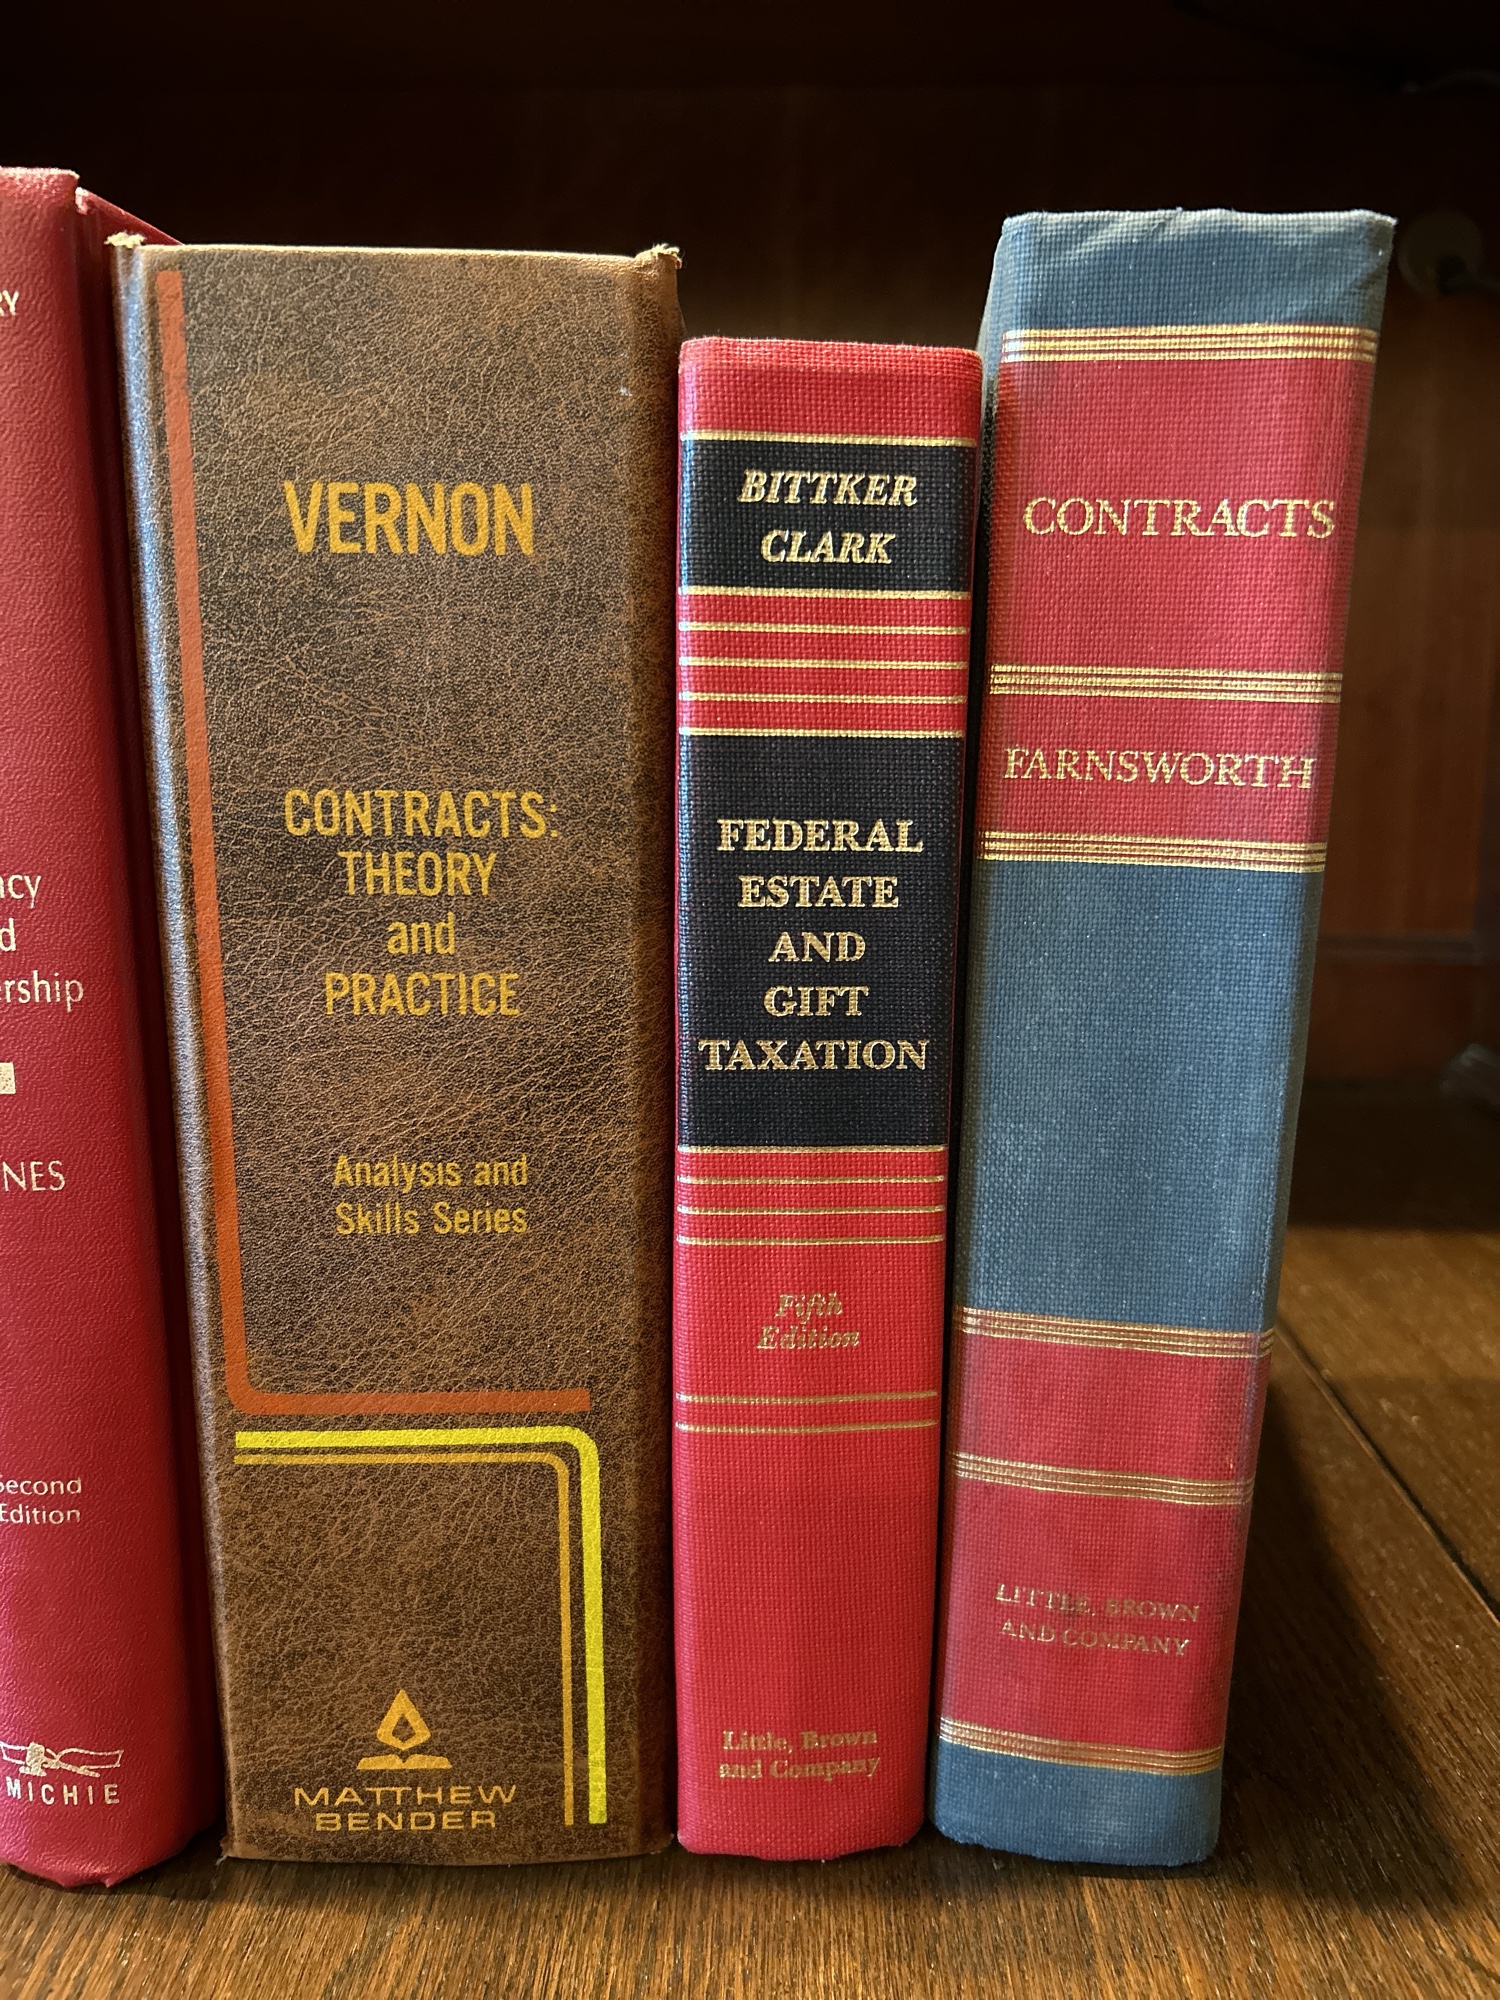 RY
ncy
d
ership
NES
Second
Edition
MICHIE
VERNON
CONTRACTS:
THEORY
and
PRACTICE
Analysis and
Skills Series
MATTHEW
BENDER
BITTKER
CLARK
FEDERAL
ESTATE
AND
GIFT
TAXATION
Fifth
Edition
Little, Brown
and Company
CONTRACTS
FARNSWORTH
LITTLE, BROWN
AND COMPANY